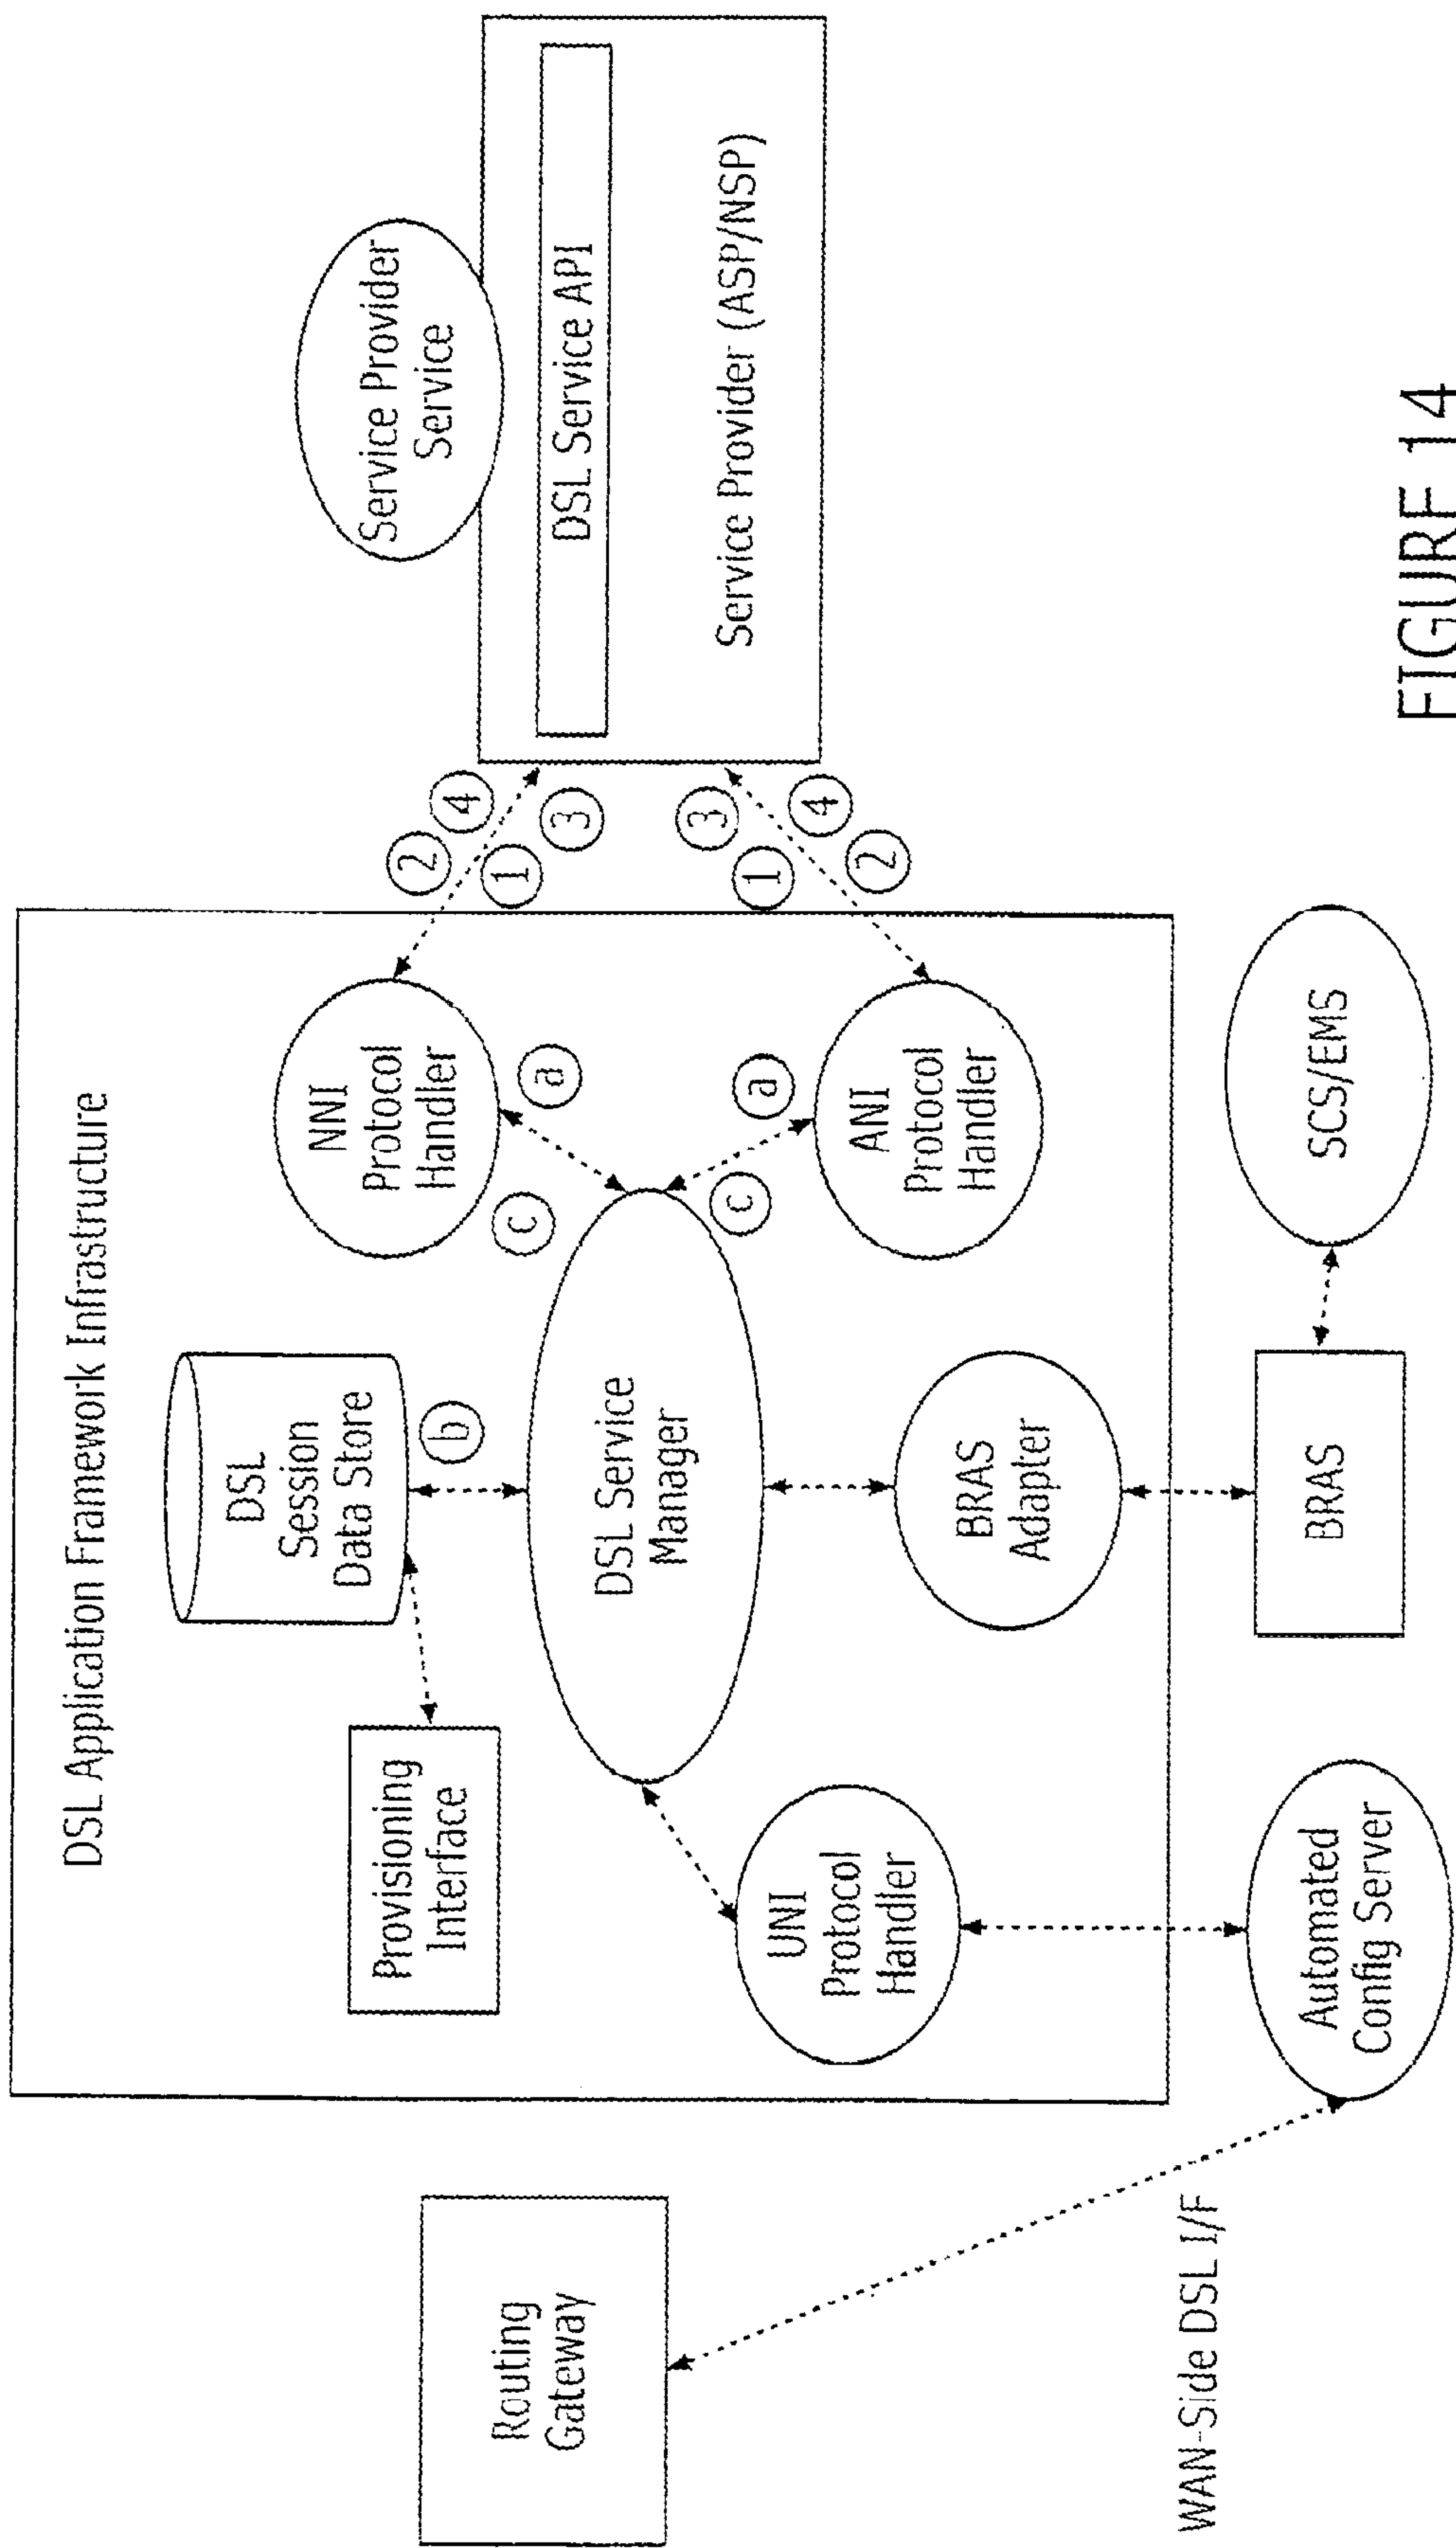 DSL Application Framework Infrastructure
Service Provider
Service
DSL Service API
Service Provider (ASP/NSP)
DSL
Session
Data Store
Provisioning
Interface
NNI
Protocol
Handler
2
4
1
3
a
c
b
DSL Service
Manager
3
4
1
2
a
c
ANI
Protocol
Handler
UNI
Protocol
Handler
BRAS
Adapter
Routing
Gateway
WAN-Side DSL I/F
Automated
Config Server
BRAS
SCS/EMS
FIGURE 14